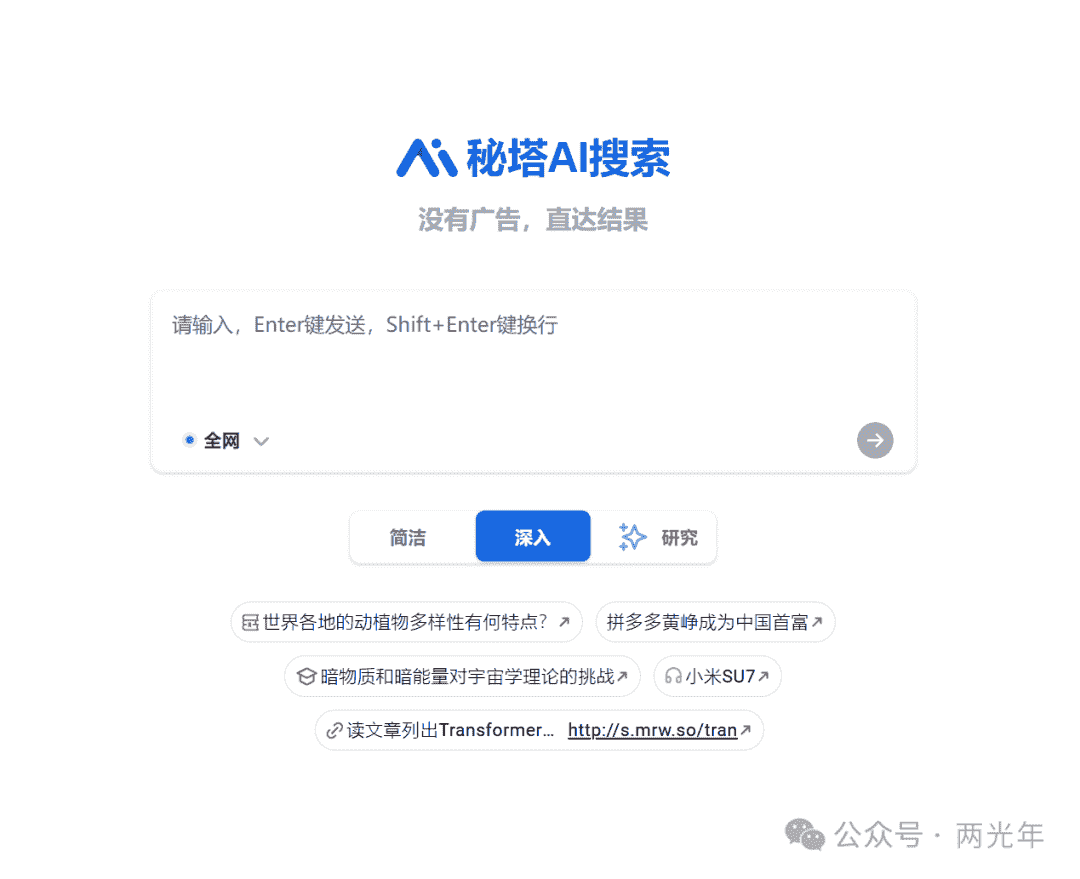 秘塔AI搜索
没有广告，直达结果
请输入，Enter键发送，Shift+Enter键换行
全网
简洁 深入 研究
世界各地的动植物多样性有何特点？ 拼多多黄峥成为中国首富
暗物质和暗能量对宇宙学理论的挑战 小米SU7
读文章列出Transformer... http://s.mrw.so/tran
公众号 · 两光年